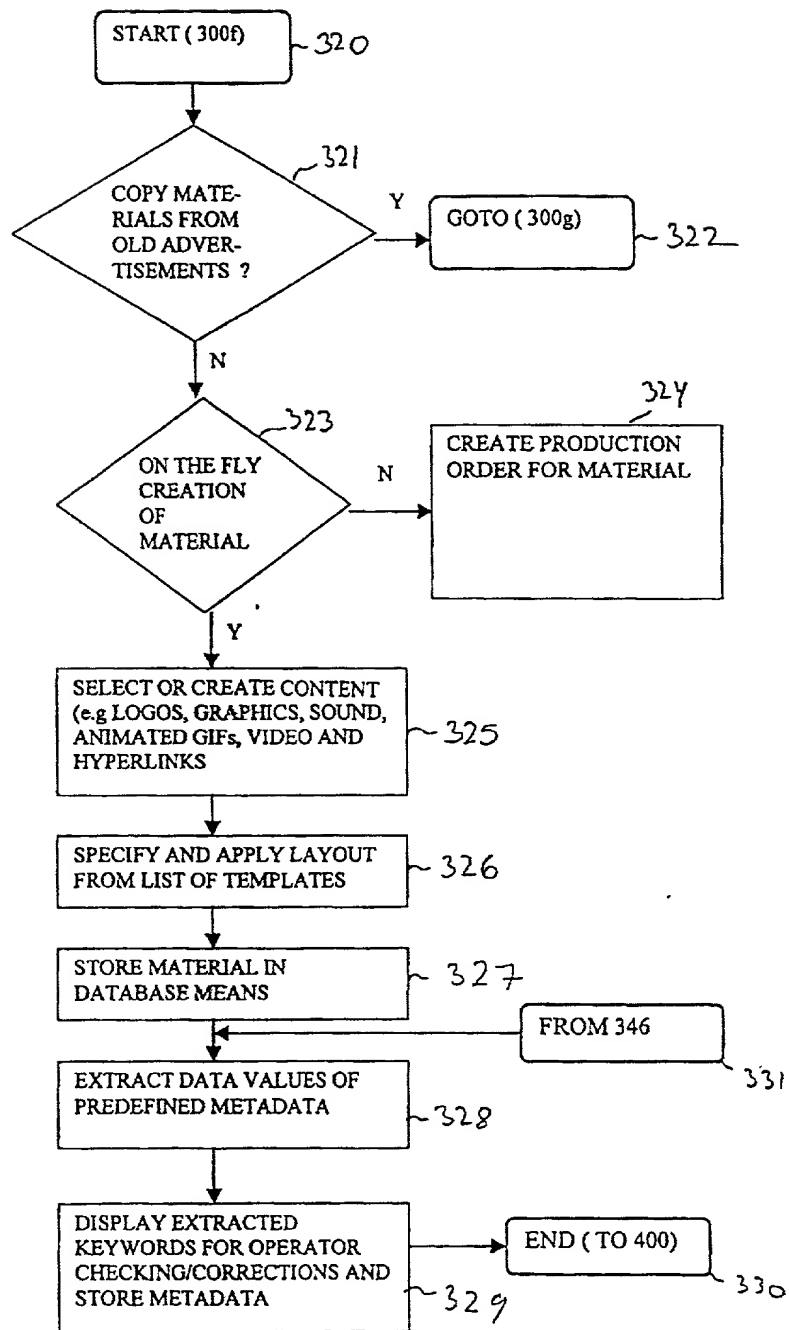 START ( 300f)
320
321
COPY MATE-
RIALS FROM
OLD ADVER-
TISEMENTS ?
Y
GOTO ( 300g)
322
N
323
ON THE FLY
CREATION
OF
MATERIAL
N
324
CREATE PRODUCTION
ORDER FOR MATERIAL
Y
SELECT OR CREATE CONTENT
(e.g LOGOS, GRAPHICS, SOUND,
ANIMATED GIFs, VIDEO AND
HYPERLINKS
325
SPECIFY AND APPLY LAYOUT
FROM LIST OF TEMPLATES
326
STORE MATERIAL IN
DATABASE MEANS
327
FROM 346
331
EXTRACT DATA VALUES OF
PREDEFINED METADATA
328
DISPLAY EXTRACTED
KEYWORDS FOR OPERATOR
CHECKING/CORRECTIONS AND
STORE METADATA
329
END ( TO 400)
330